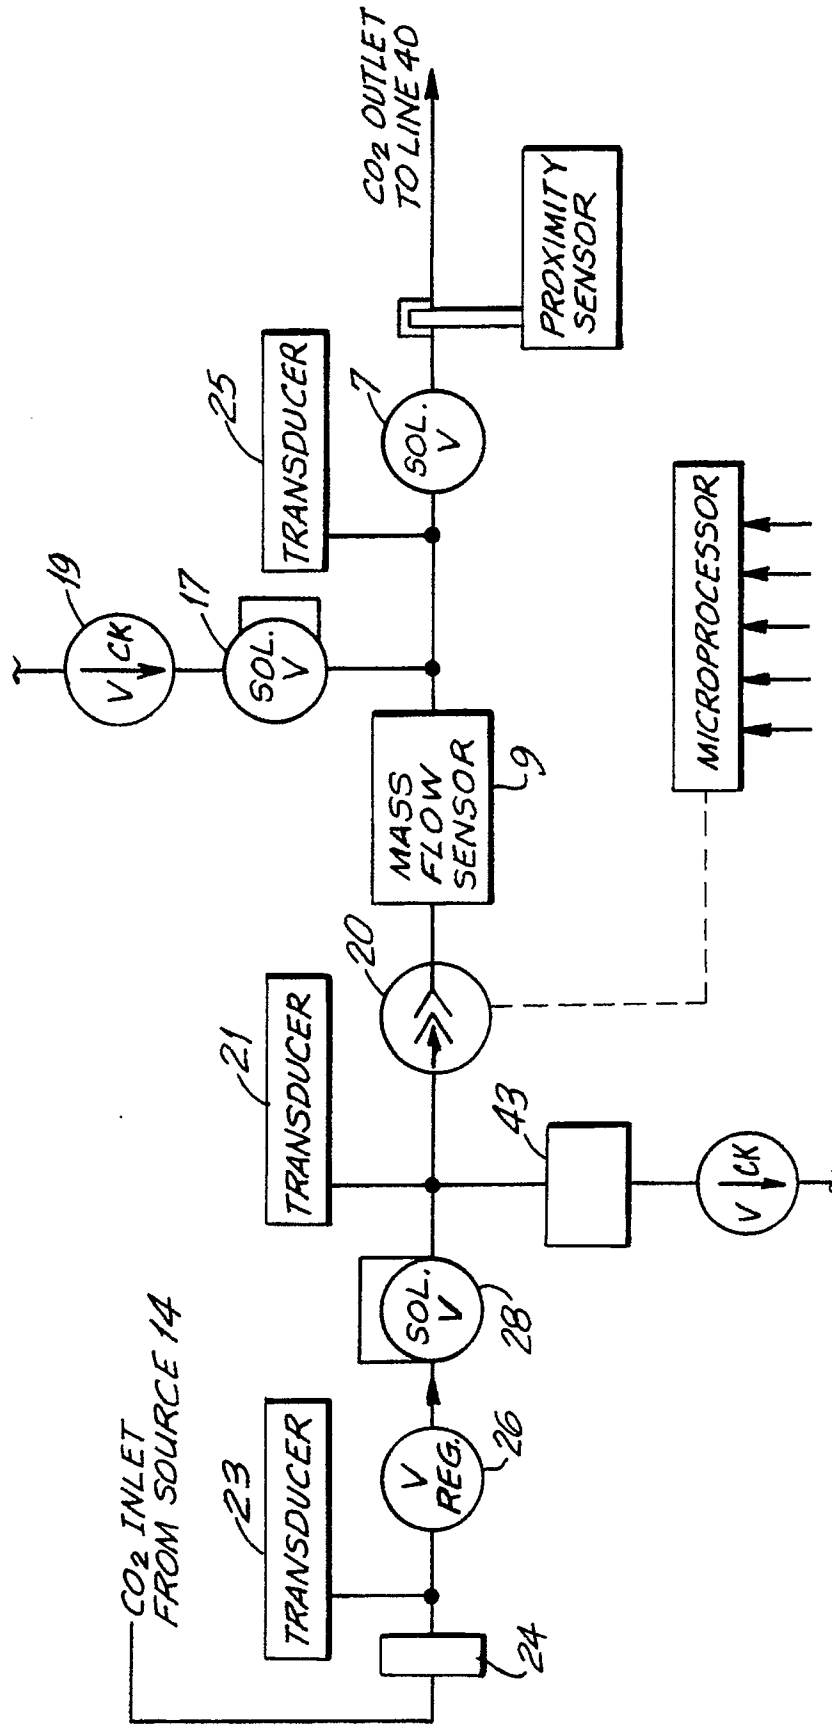 CO2 INLET
FROM SOURCE 14
23
TRANSDUCER
24
V
REG.
26
SOL.
V
28
21
TRANSDUCER
43
V CK
20
MASS
FLOW
SENSOR
9
19
V CK
17
SOL.
V
25
TRANSDUCER
7
SOL.
V
CO2 OUTLET
TO LINE 40
PROXIMITY
SENSOR
MICROPROCESSOR